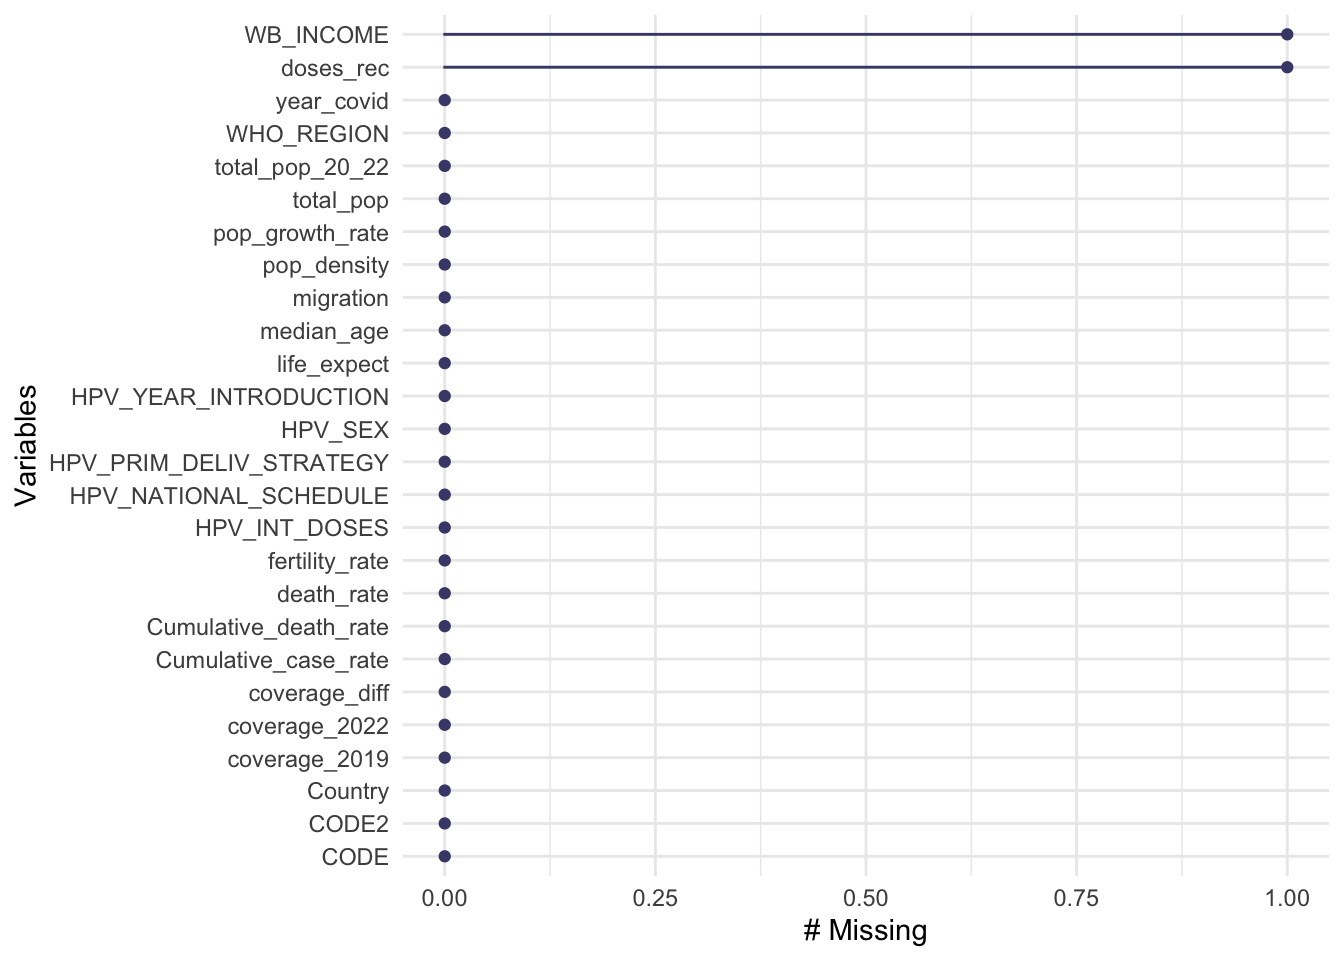 WB_INCOME
doses_rec
year_covid
WHO_REGION
total_pop_20_22
total_pop
pop_growth_rate
pop_density
migration
median_age
life_expect
HPV_YEAR_INTRODUCTION
HPV_SEX
HPV_PRIM_DELIV_STRATEGY
HPV_NATIONAL_SCHEDULE
HPV_INT_DOSES
fertility_rate
death_rate
Cumulative_death_rate
Cumulative_case_rate
coverage_diff
coverage_2022
coverage_2019
Country
CODE2
CODE
Variables
0.00 0.25 0.50 0.75 1.00
# Missing